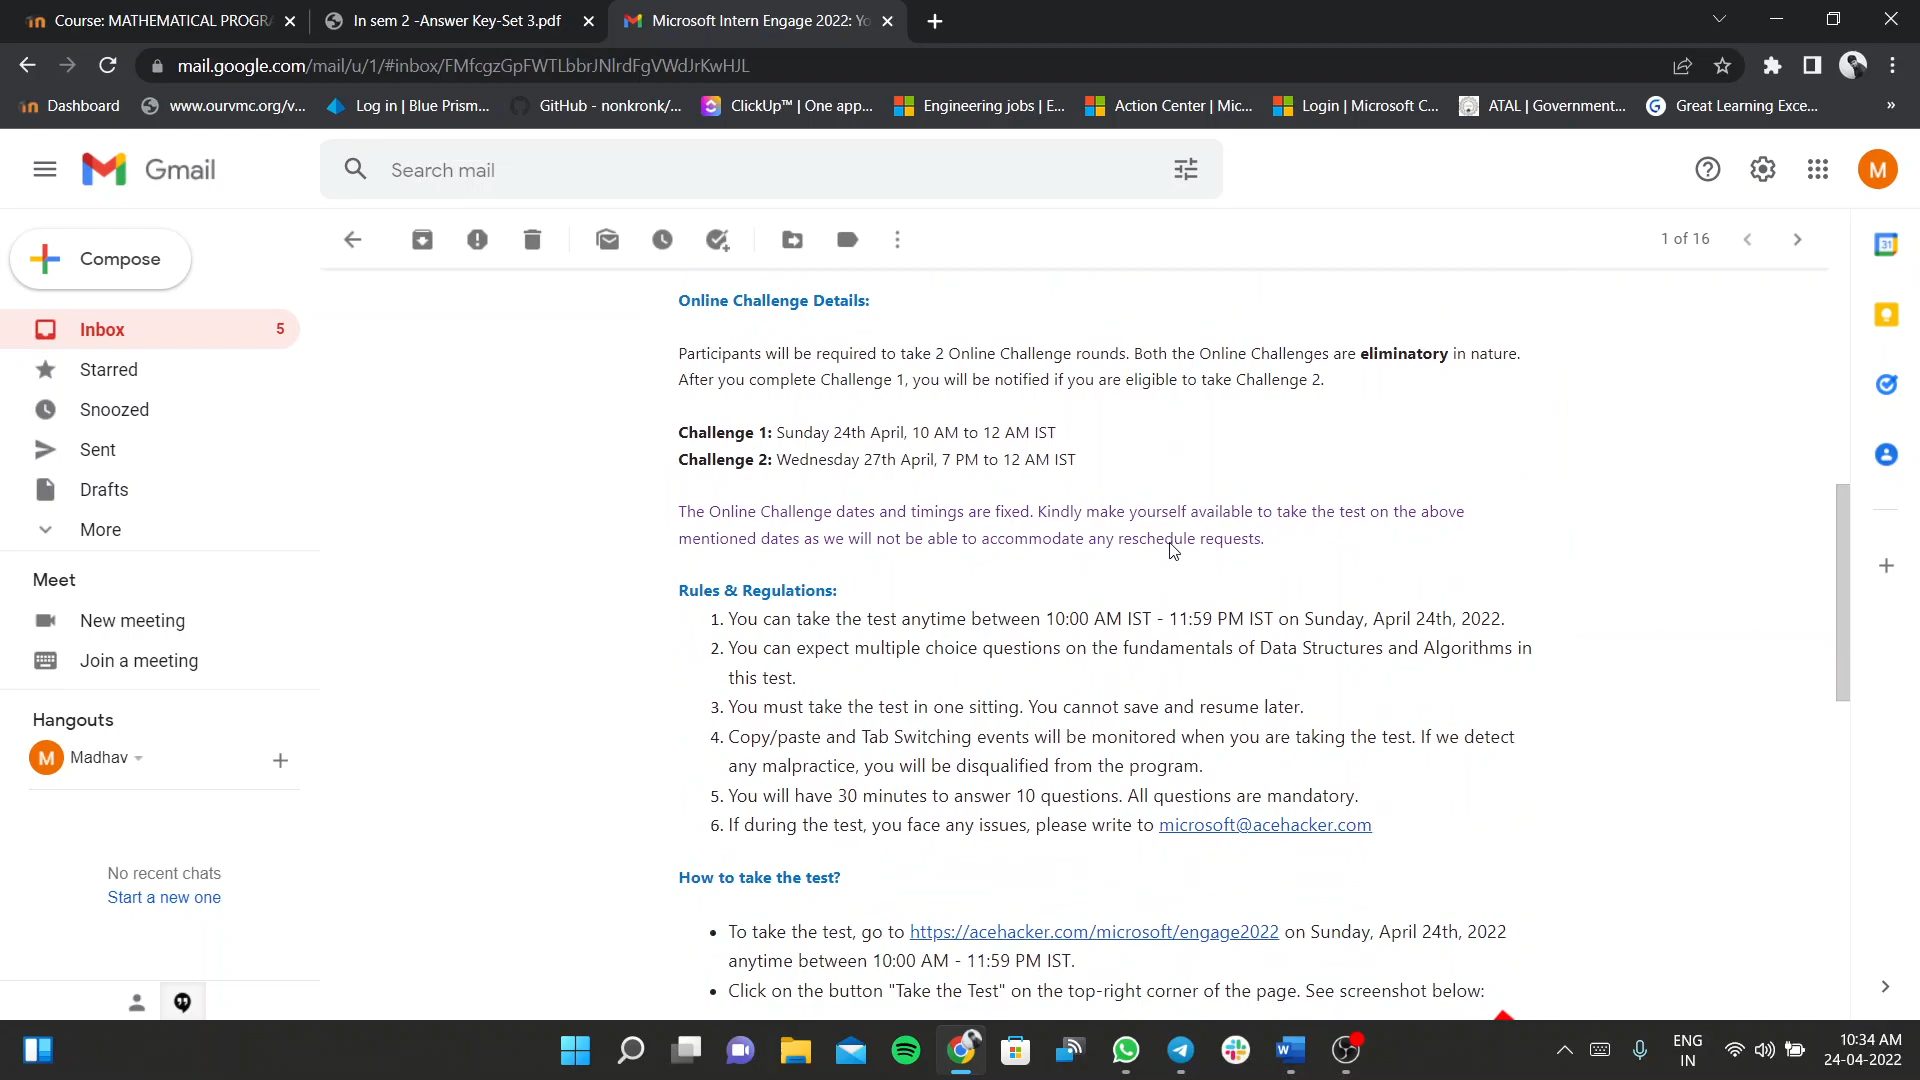 Course: MATHEMATICAL PROGRA
In sem 2 -Answer Key-Set 3.pdf
Microsoft Intern Engage 2022: Yo
mail.google.com/mail/u/1/#inbox/FMfcgzGpFWTLbbrJNlrdFgVWdJrKwHJL
Dashboard
www.ourvmc.org/v...
Log in | Blue Prism...
GitHub - nonkronk/...
ClickUp™ | One app...
Engineering jobs | E...
Action Center | Mic...
Login | Microsoft C...
ATAL | Government...
Great Learning Exce...
»
Gmail
Search mail
M
Compose
1 of 16
Inbox 5
Starred
Snoozed
Sent
Drafts
More
Meet
New meeting
Join a meeting
Hangouts
M Madhav
No recent chats
Start a new one
Online Challenge Details:
Participants will be required to take 2 Online Challenge rounds. Both the Online Challenges are eliminatory in nature.
After you complete Challenge 1, you will be notified if you are eligible to take Challenge 2.
Challenge 1: Sunday 24th April, 10 AM to 12 AM IST
Challenge 2: Wednesday 27th April, 7 PM to 12 AM IST
The Online Challenge dates and timings are fixed. Kindly make yourself available to take the test on the above
mentioned dates as we will not be able to accommodate any reschedule requests.
Rules & Regulations:
1. You can take the test anytime between 10:00 AM IST - 11:59 PM IST on Sunday, April 24th, 2022.
2. You can expect multiple choice questions on the fundamentals of Data Structures and Algorithms in
this test.
3. You must take the test in one sitting. You cannot save and resume later.
4. Copy/paste and Tab Switching events will be monitored when you are taking the test. If we detect
any malpractice, you will be disqualified from the program.
5. You will have 30 minutes to answer 10 questions. All questions are mandatory.
6. If during the test, you face any issues, please write to microsoft@acehacker.com
How to take the test?
• To take the test, go to https://acehacker.com/microsoft/engage2022 on Sunday, April 24th, 2022
anytime between 10:00 AM - 11:59 PM IST.
• Click on the button "Take the Test" on the top-right corner of the page. See screenshot below:
31
ENG
IN
10:34 AM
24-04-2022